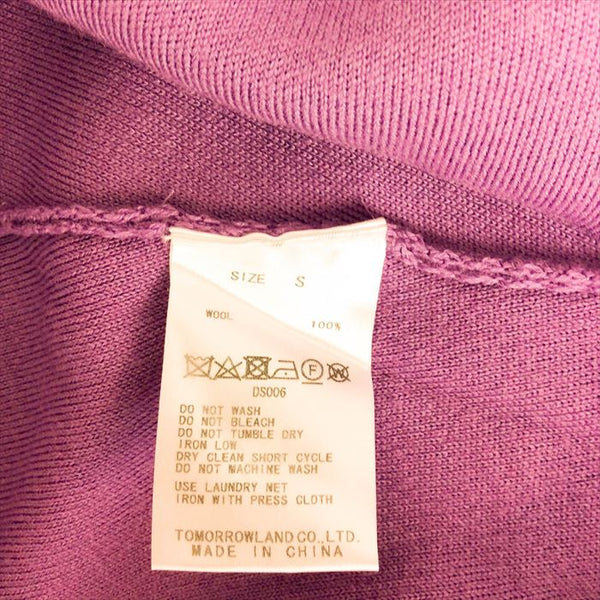 SIZE S
WOOL 100%
DS006
DO NOT WASH
DO NOT BLEACH
DO NOT TUMBLE DRY
IRON LOW
DRY CLEAN SHORT CYCLE
DO NOT MACHINE WASH
USE LAUNDRY NET
IRON WITH PRESS CLOTH
TOMORROWLAND CO.,LTD.
MADE IN CHINA